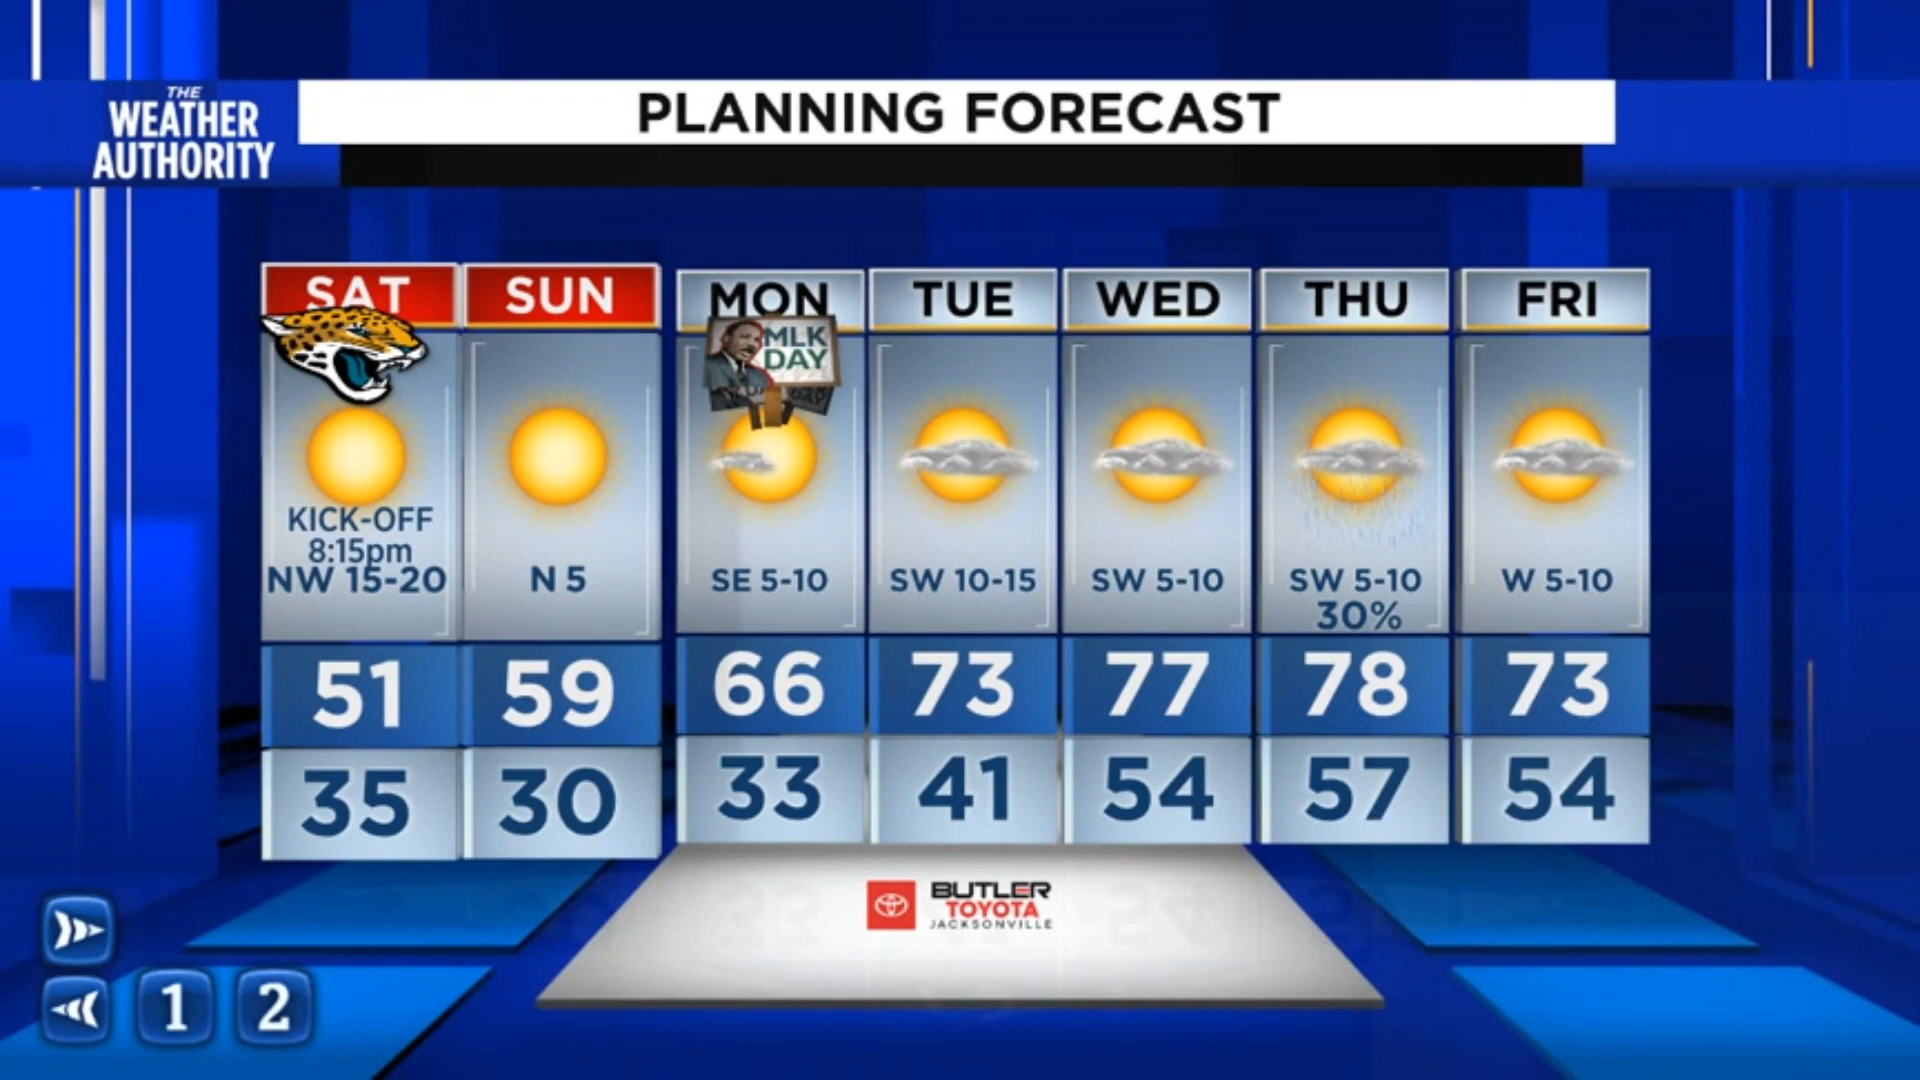 THE
WEATHER
AUTHORITY
PLANNING FORECAST
SAT
KICK-OFF
8:15pm
NW 15-20
51
35
SUN
N 5
59
30
MON
MLK
DAY
SE 5-10
66
33
TUE
SW 10-15
73
41
WED
SW 5-10
77
54
THU
SW 5-10
30%
78
57
FRI
W 5-10
73
54
BUTLER
TOYOTA
JACKSONVILLE
1 2